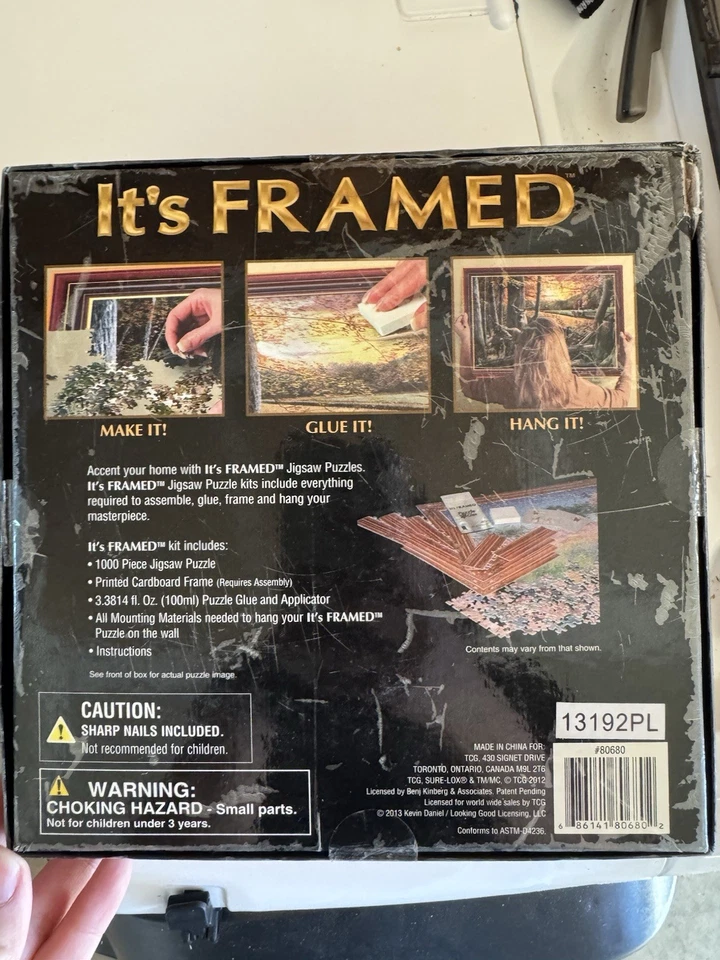 It's FRAMED™
MAKE IT!
GLUE IT!
HANG IT!
Accent your home with It's FRAMED™ Jigsaw Puzzles.
It's FRAMED™ Jigsaw Puzzle kits include everything
required to assemble, glue, frame and hang your
masterpiece.
It's FRAMED™ kit includes:
• 1000 Piece Jigsaw Puzzle
• Printed Cardboard Frame (Requires Assembly)
• 3.3814 fl. Oz. (100ml) Puzzle Glue and Applicator
• All Mounting Materials needed to hang your It's FRAMED™
Puzzle on the wall
• Instructions
See front of box for actual puzzle image.
Contents may vary from that shown.
CAUTION:
SHARP NAILS INCLUDED.
Not recommended for children.
WARNING:
CHOKING HAZARD - Small parts.
Not for children under 3 years.
MADE IN CHINA FOR:
TCG, 430 SIGNET DRIVE
TORONTO, ONTARIO, CANADA M9L 2T6
TCG, SURE-LOX® & TM/MC, © TCG 2012
Licensed by Benj Kinberg & Associates. Patent Pending
Licensed for world wide sales by TCG
© 2013 Kevin Daniel / Looking Good Licensing, LLC
Conforms to ASTM-D4236.
13192PL
#80680
6 86141 80680 2